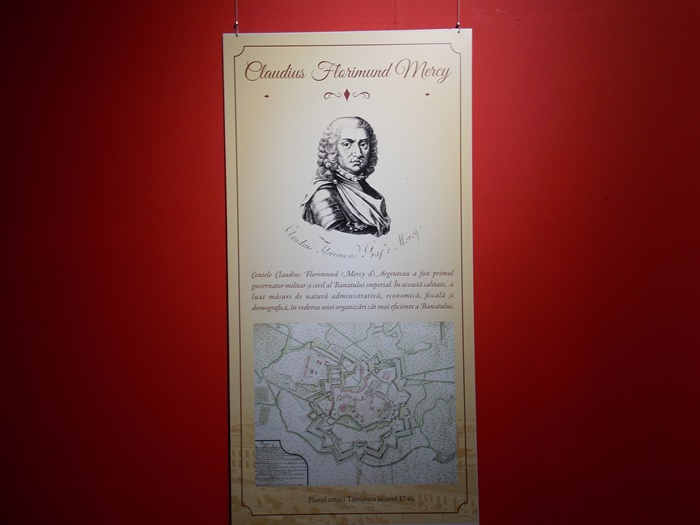 Claudius Florimund Mercy
Claudius Florimund Graf v. Mercy.
Contele Claudius Florimund Mercy d'Argenteau a fost primul
guvernator militar și civil al Banatului imperial. În această calitate, a
luat măsuri de natură administrativă, economică, fiscală și
demografică, în vederea unei organizări cât mai eficiente a Banatului.
Planul cetății Timișoara în anul 1740.